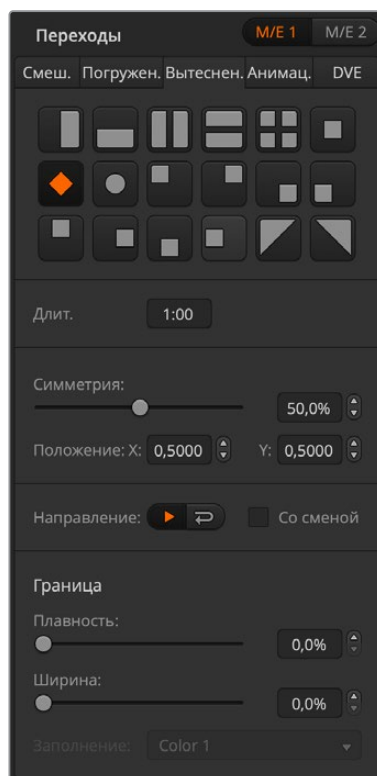 Переходы M/E 1 M/E 2
Смеш. Погружен. Вытеснен. Анимац. DVE
Длит. 1:00
Симметрия:
50,0%
Положение: X: 0,5000 Y: 0,5000
Направление: Со сменой
Граница
Плавность:
0,0%
Ширина:
0,0%
Заполнение: Color 1